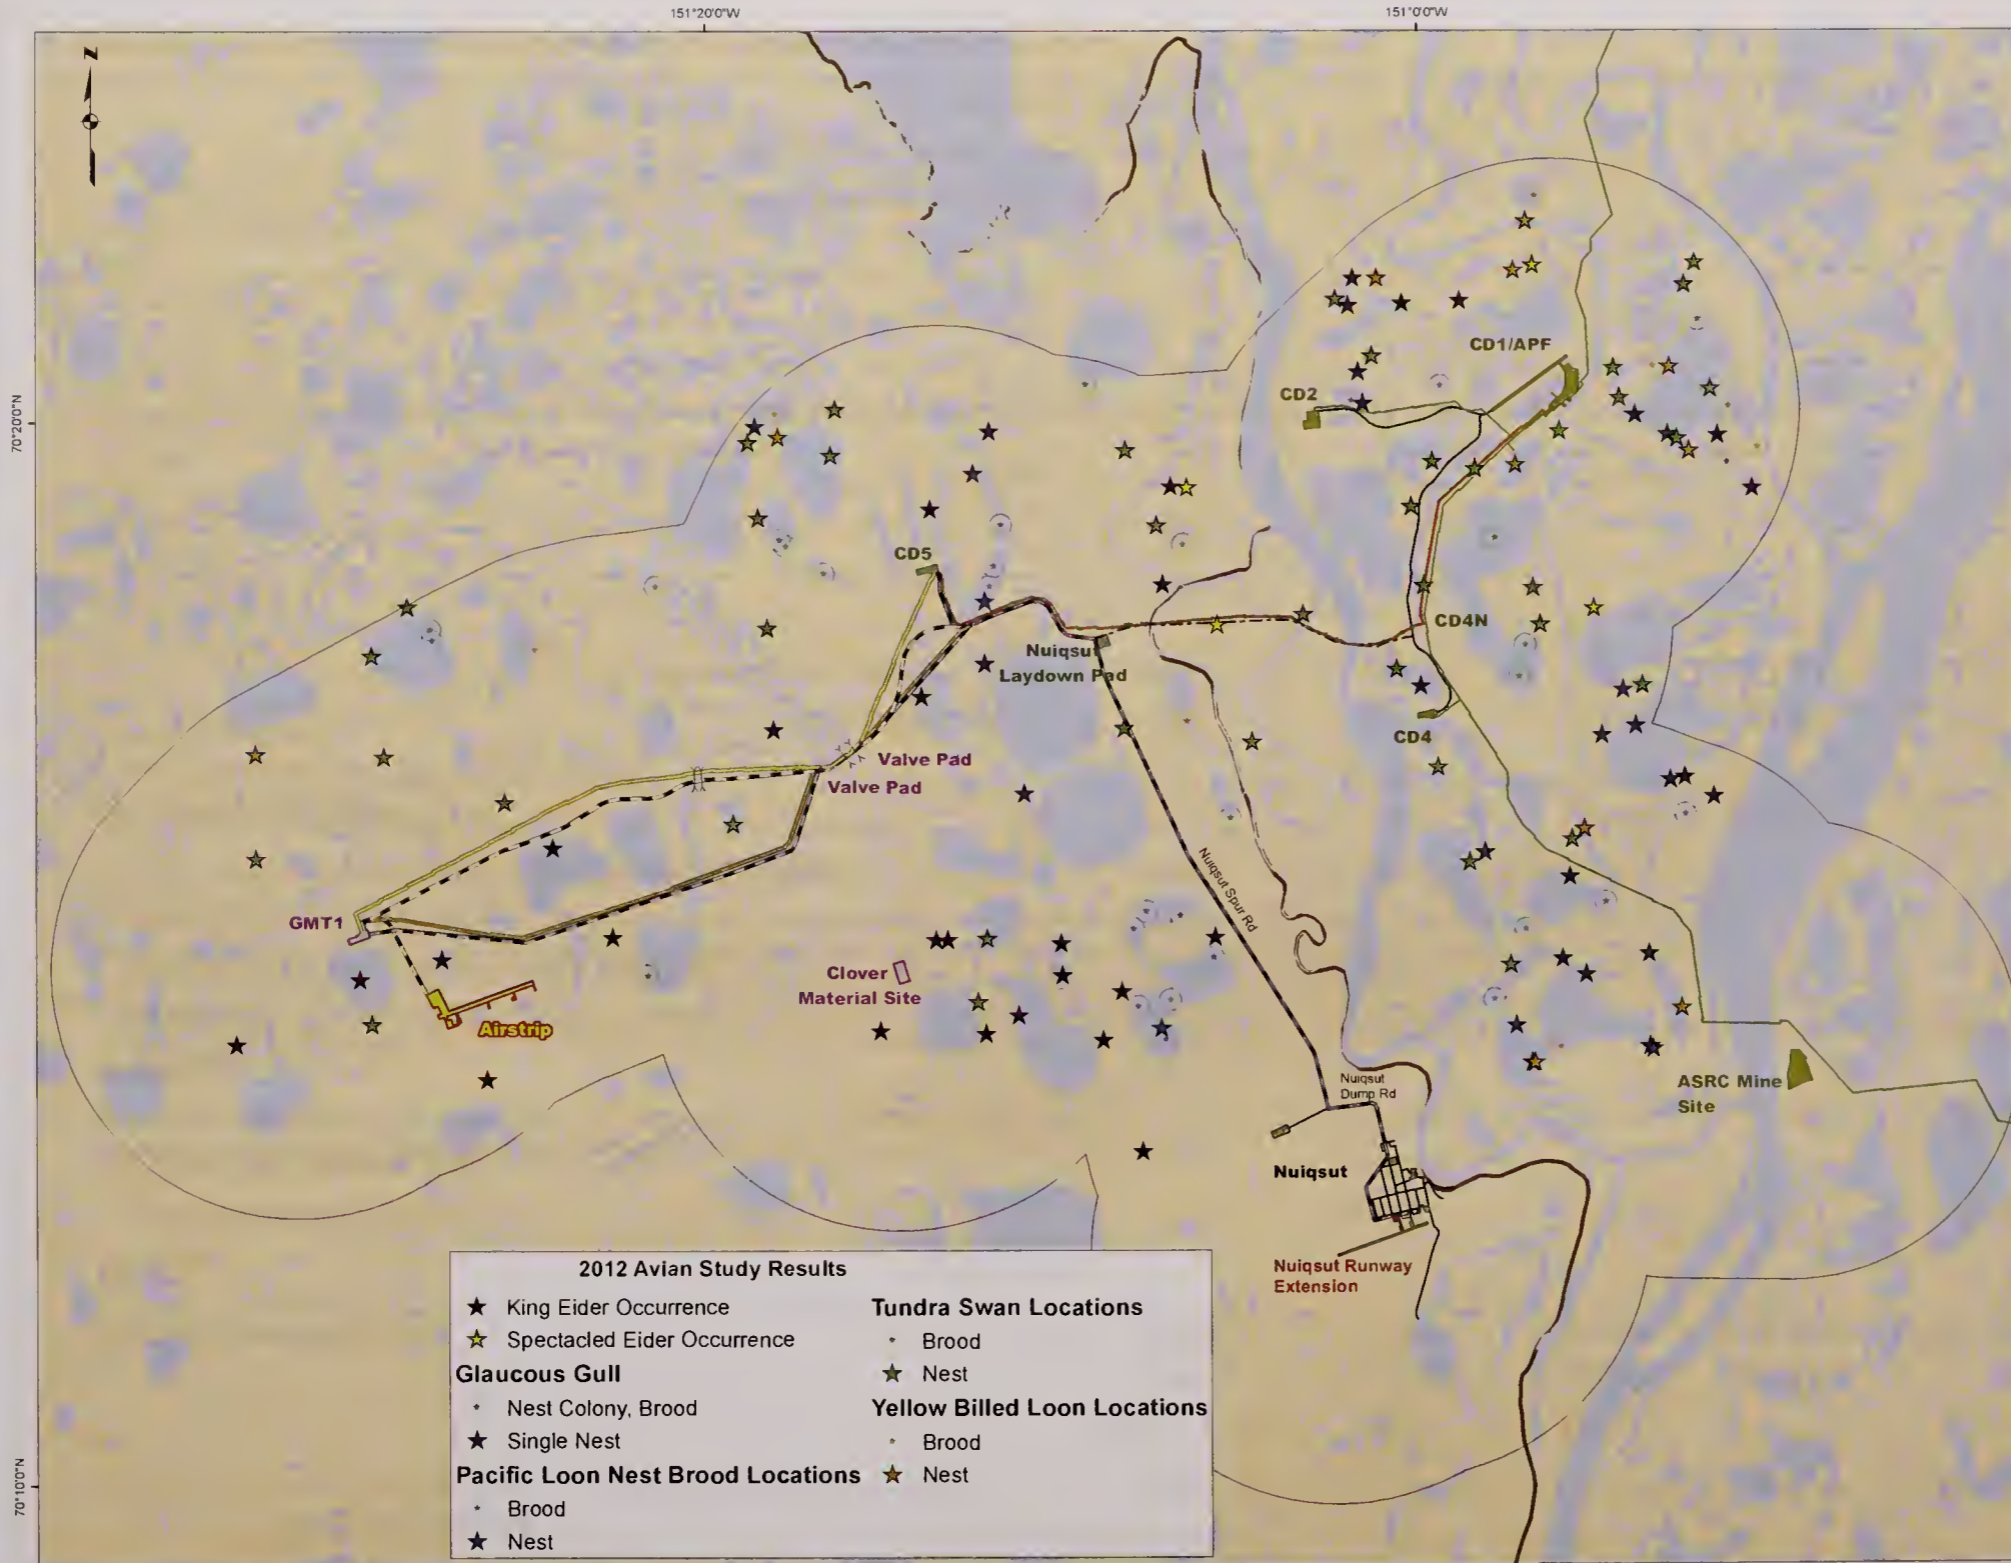 151°20'0"W
151°0'0"W
N
70°20'0"N
70°10'0"N
CD1/APF
CD2
CD5
CD4N
Nuiqsut
Laydown Pad
CD4
Valve Pad
Valve Pad
Nuiqsut Spur Rd
GMT1
Clover
Material Site
Airstrip
Nuiqsut
Dump Rd
ASRC Mine
Site
Nuiqsut
Nuiqsut Runway
Extension
2012 Avian Study Results
King Eider Occurrence
Spectacled Eider Occurrence
Glaucous Gull
Nest Colony, Brood
Single Nest
Pacific Loon Nest Brood Locations
Brood
Nest
Tundra Swan Locations
Brood
Nest
Yellow Billed Loon Locations
Brood
Nest